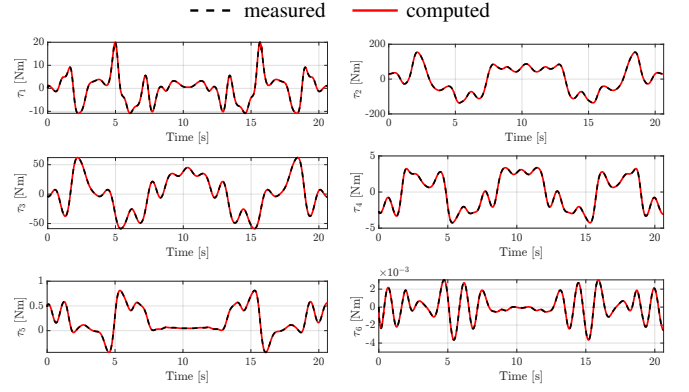 measured computed
20
10
0
-10
τ1 [Nm]
0 5 10 15 20
Time [s]
200
0
-200
τ2 [Nm]
0 5 10 15 20
Time [s]
50
0
-50
τ3 [Nm]
0 5 10 15 20
Time [s]
5
0
-5
τ4 [Nm]
0 5 10 15 20
Time [s]
1
0.5
0
τ5 [Nm]
0 5 10 15 20
Time [s]
×10⁻³
2
0
-2
-4
τ6 [Nm]
0 5 10 15 20
Time [s]